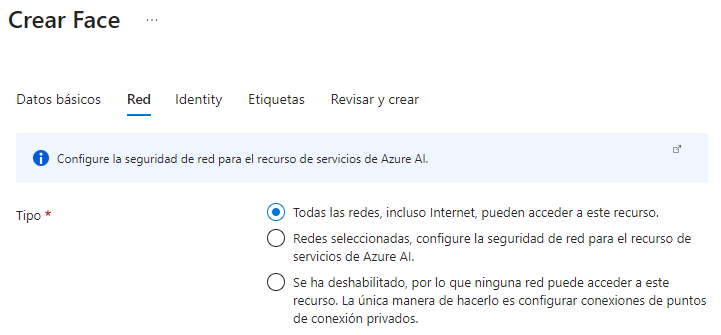 Crear Face ...
Datos básicos Red Identity Etiquetas Revisar y crear
Configure la seguridad de red para el recurso de servicios de Azure AI.
Tipo * Todas las redes, incluso Internet, pueden acceder a este recurso.
Redes seleccionadas, configure la seguridad de red para el recurso de
servicios de Azure AI.
Se ha deshabilitado, por lo que ninguna red puede acceder a este
recurso. La única manera de hacerlo es configurar conexiones de puntos
de conexión privados.